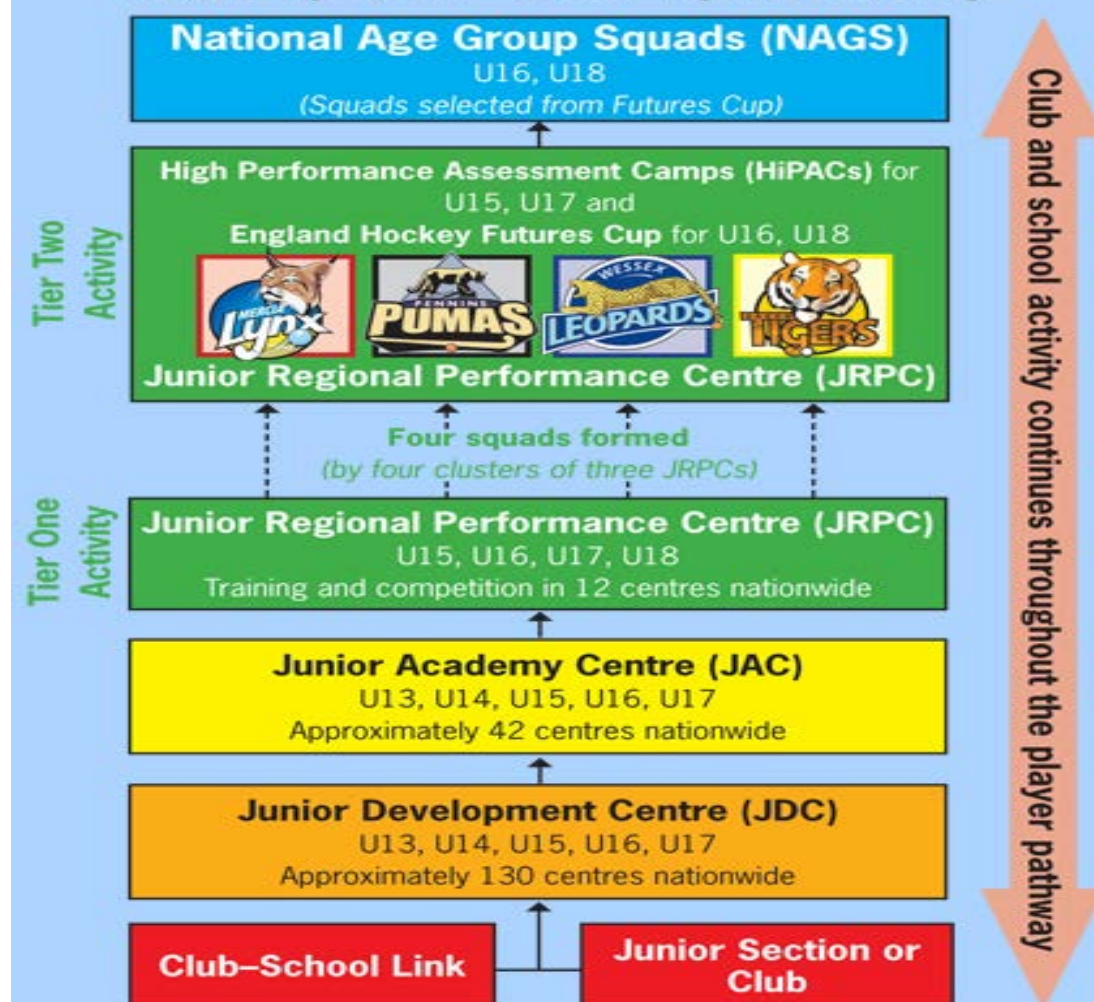 National Age Group Squads (NAGS)
U16, U18
(Squads selected from Futures Cup)
High Performance Assessment Camps (HiPACs) for
U15, U17 and
England Hockey Futures Cup for U16, U18
MERCIA
Lynx
PENNINE
PUMAS
WESSEX
LEOPARDS
TIGERS
Junior Regional Performance Centre (JRPC)
Tier Two
Activity
Four squads formed
(by four clusters of three JRPCs)
Junior Regional Performance Centre (JRPC)
U15, U16, U17, U18
Training and competition in 12 centres nationwide
Tier One
Activity
Junior Academy Centre (JAC)
U13, U14, U15, U16, U17
Approximately 42 centres nationwide
Junior Development Centre (JDC)
U13, U14, U15, U16, U17
Approximately 130 centres nationwide
Club–School Link
Junior Section or
Club
Club and school activity continues throughout the player pathway